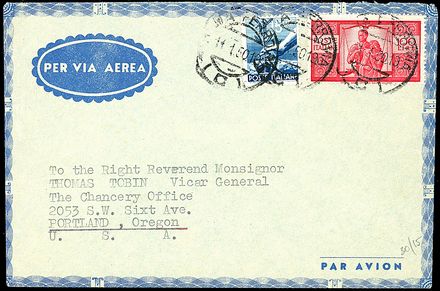 PER VIA AEREA
POSTE ITALIANE
To the Right Reverend Monsignor
THOMAS TOBIN Vicar General
The Chancery Office
2053 S.W. Sixt Ave.
PORTLAND , Oregon
U. S. A.
PAR AVION